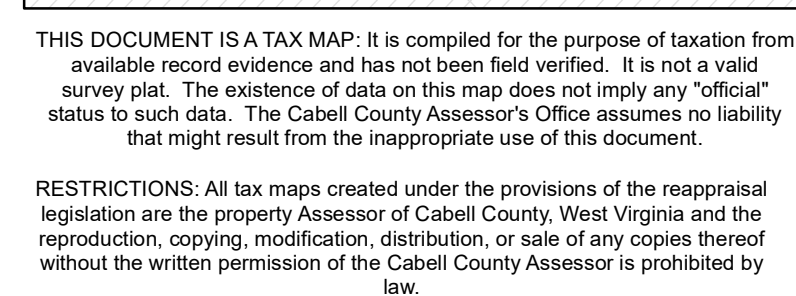 THIS DOCUMENT IS A TAX MAP: It is compiled for the purpose of taxation from
available record evidence and has not been field verified.  It is not a valid
survey plat.  The existence of data on this map does not imply any "official"
status to such data.  The Cabell County Assessor's Office assumes no liability
that might result from the inappropriate use of this document.
RESTRICTIONS: All tax maps created under the provisions of the reappraisal
legislation are the property Assessor of Cabell County, West Virginia and the
reproduction, copying, modification, distribution, or sale of any copies thereof
without the written permission of the Cabell County Assessor is prohibited by
law.